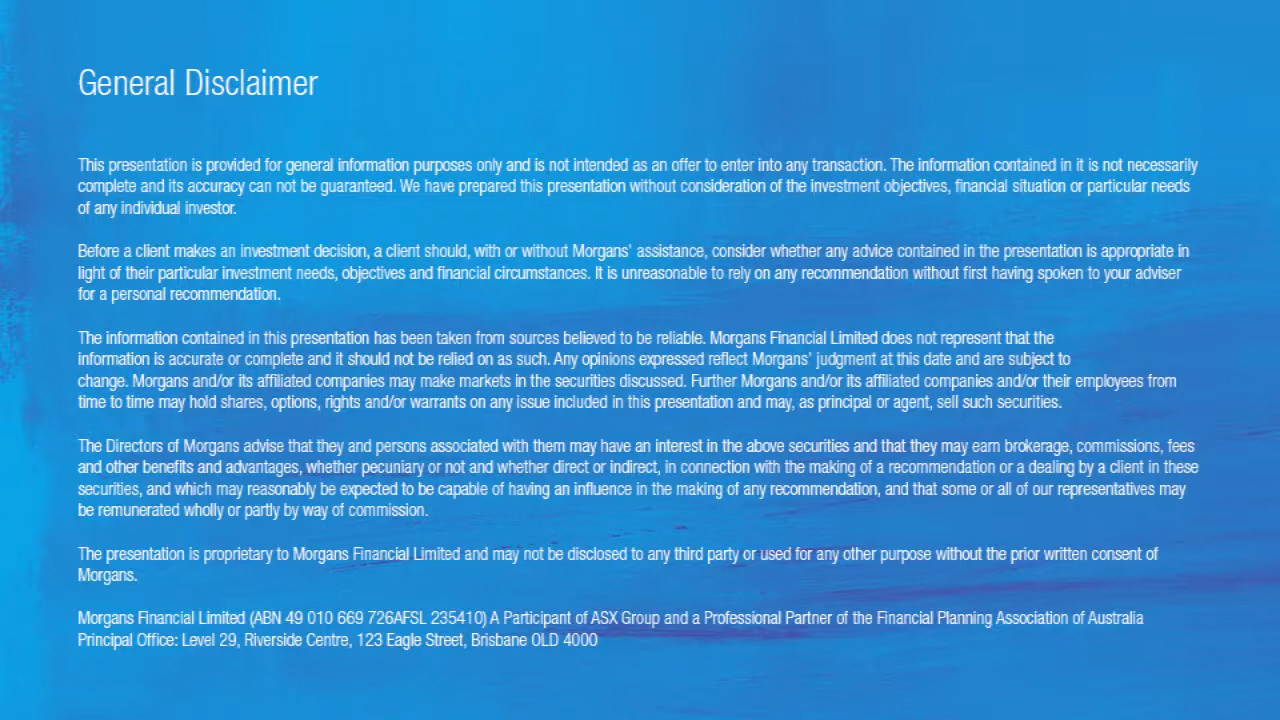 General Disclaimer
This presentation is provided for general information purposes only and is not intended as an offer to enter into any transaction. The information contained in it is not necessarily
complete and its accuracy can not be guaranteed. We have prepared this presentation without consideration of the investment objectives, financial situation or particular needs
of any individual investor.
Before a client makes an investment decision, a client should, with or without Morgans' assistance, consider whether any advice contained in the presentation is appropriate in
light of their particular investment needs, objectives and financial circumstances. It is unreasonable to rely on any recommendation without first having spoken to your adviser
for a personal recommendation.
The information contained in this presentation has been taken from sources believed to be reliable. Morgans Financial Limited does not represent that the
information is accurate or complete and it should not be relied on as such. Any opinions expressed reflect Morgans' judgment at this date and are subject to
change. Morgans and/or its affiliated companies may make markets in the securities discussed. Further Morgans and/or its affiliated companies and/or their employees from
time to time may hold shares, options, rights and/or warrants on any issue included in this presentation and may, as principal or agent, sell such securities.
The Directors of Morgans advise that they and persons associated with them may have an interest in the above securities and that they may earn brokerage, commissions, fees
and other benefits and advantages, whether pecuniary or not and whether direct or indirect, in connection with the making of a recommendation or a dealing by a client in these
securities, and which may reasonably be expected to be capable of having an influence in the making of any recommendation, and that some or all of our representatives may
be remunerated wholly or partly by way of commission.
The presentation is proprietary to Morgans Financial Limited and may not be disclosed to any third party or used for any other purpose without the prior written consent of
Morgans.
Morgans Financial Limited (ABN 49 010 669 726AFSL 235410) A Participant of ASX Group and a Professional Partner of the Financial Planning Association of Australia
Principal Office: Level 29, Riverside Centre, 123 Eagle Street, Brisbane OLD 4000